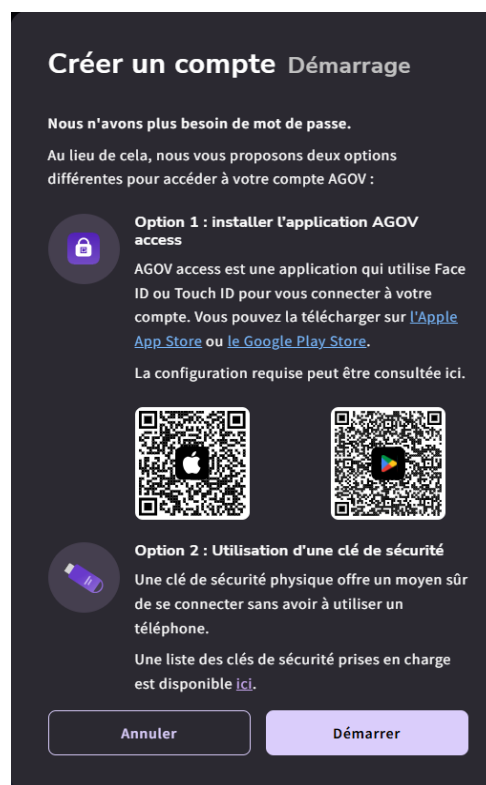 Créer un compte Démarrage
Nous n'avons plus besoin de mot de passe.
Au lieu de cela, nous vous proposons deux options
différentes pour accéder à votre compte AGOV :
Option 1 : installer l'application AGOV
access
AGOV access est une application qui utilise Face
ID ou Touch ID pour vous connecter à votre
compte. Vous pouvez la télécharger sur l'Apple
App Store ou le Google Play Store.
La configuration requise peut être consultée ici.
Option 2 : Utilisation d'une clé de sécurité
Une clé de sécurité physique offre un moyen sûr
de se connecter sans avoir à utiliser un
téléphone.
Une liste des clés de sécurité prises en charge
est disponible ici.
Annuler Démarrer